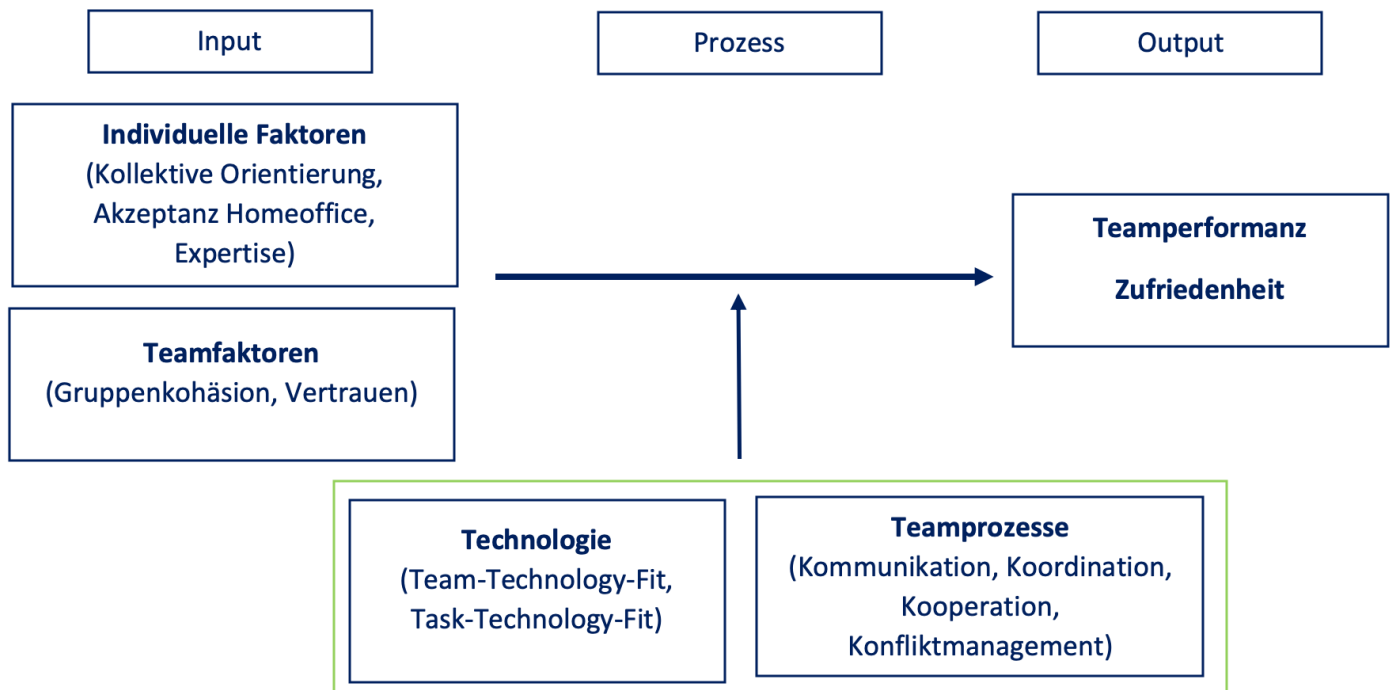 Input
Prozess
Output
Individuelle Faktoren
(Kollektive Orientierung,
Akzeptanz Homeoffice,
Expertise)
Teamfaktoren
(Gruppenkohäsion, Vertrauen)
Teamperformanz
Zufriedenheit
Technologie
(Team-Technology-Fit,
Task-Technology-Fit)
Teamprozesse
(Kommunikation, Koordination,
Kooperation,
Konfliktmanagement)